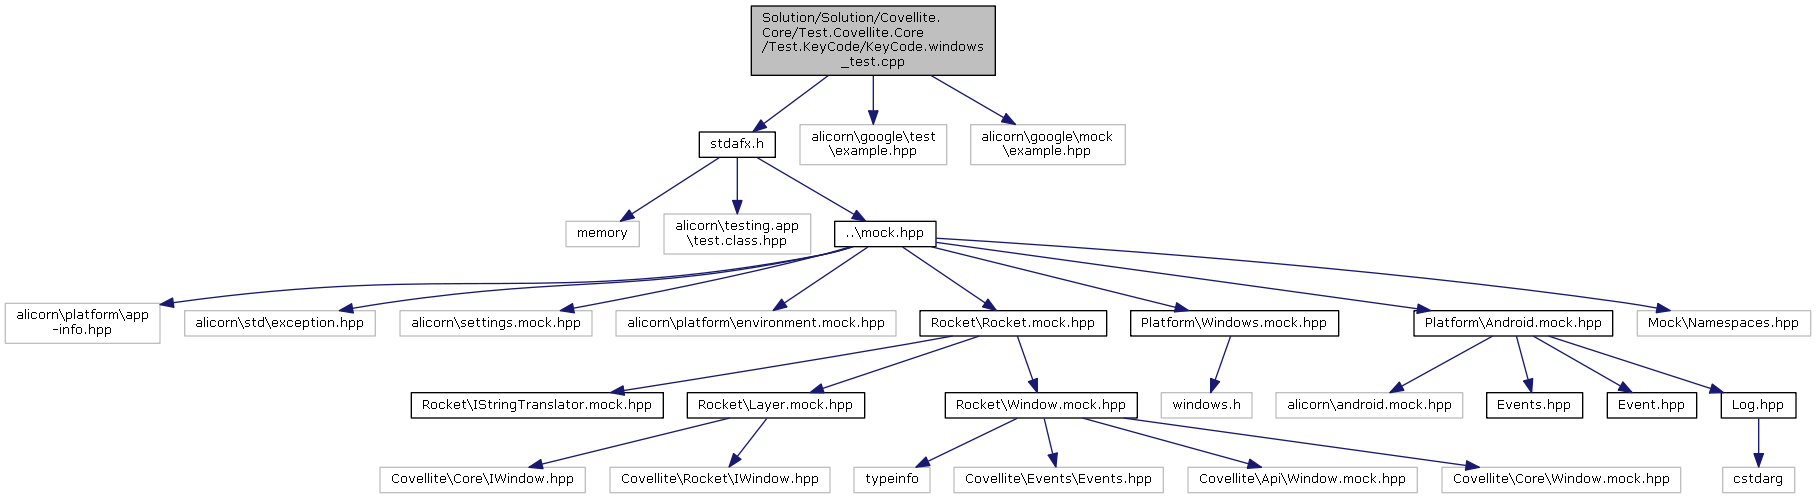 Solution/Solution/Covellite.
Core/Test.Covellite.Core
/Test.KeyCode/KeyCode.windows
_test.cpp
stdafx.h
alicorn\google\test
\example.hpp
alicorn\google\mock
\example.hpp
memory
alicorn\testing.app
\test.class.hpp
..\mock.hpp
alicorn\platform\app
-info.hpp
alicorn\std\exception.hpp
alicorn\settings.mock.hpp
alicorn\platform\environment.mock.hpp
Rocket\Rocket.mock.hpp
Platform\Windows.mock.hpp
Platform\Android.mock.hpp
Mock\Namespaces.hpp
Rocket\IStringTranslator.mock.hpp
Rocket\Layer.mock.hpp
Rocket\Window.mock.hpp
windows.h
alicorn\android.mock.hpp
Events.hpp
Event.hpp
Log.hpp
Covellite\Core\IWindow.hpp
Covellite\Rocket\IWindow.hpp
typeinfo
Covellite\Events\Events.hpp
Covellite\Api\Window.mock.hpp
Covellite\Core\Window.mock.hpp
cstdarg